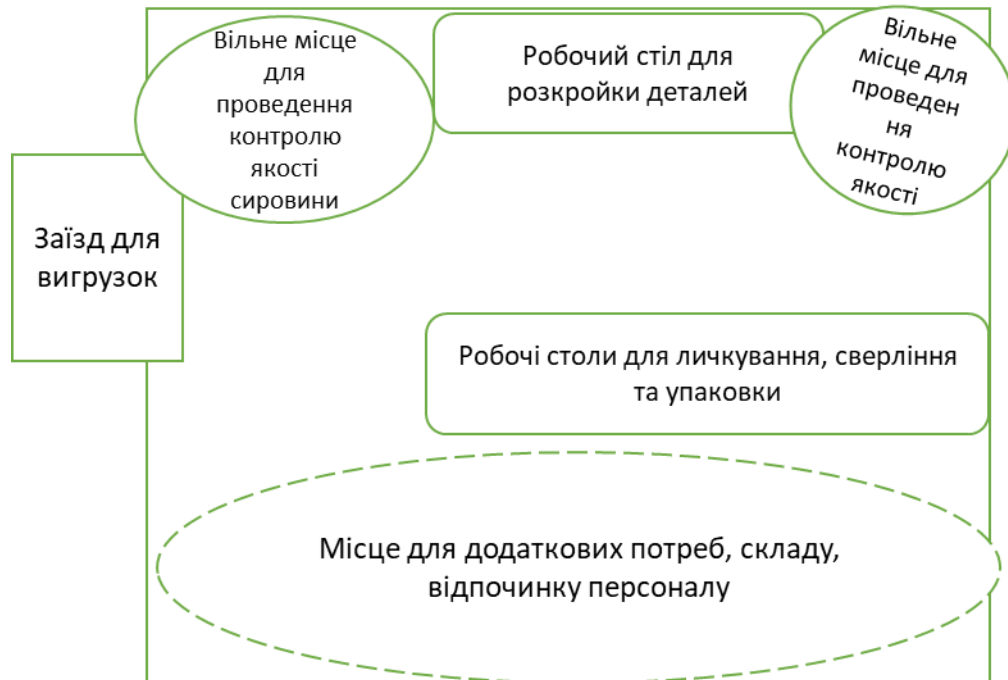 Вільне місце
для
проведення
контролю
якості
сировини
Робочий стіл для
розкройки деталей
Вільне
місце для
проведен
ня
контролю
якості
Заїзд для
вигрузок
Робочі столи для личкування, сверління
та упаковки
Місце для додаткових потреб, складу,
відпочинку персоналу